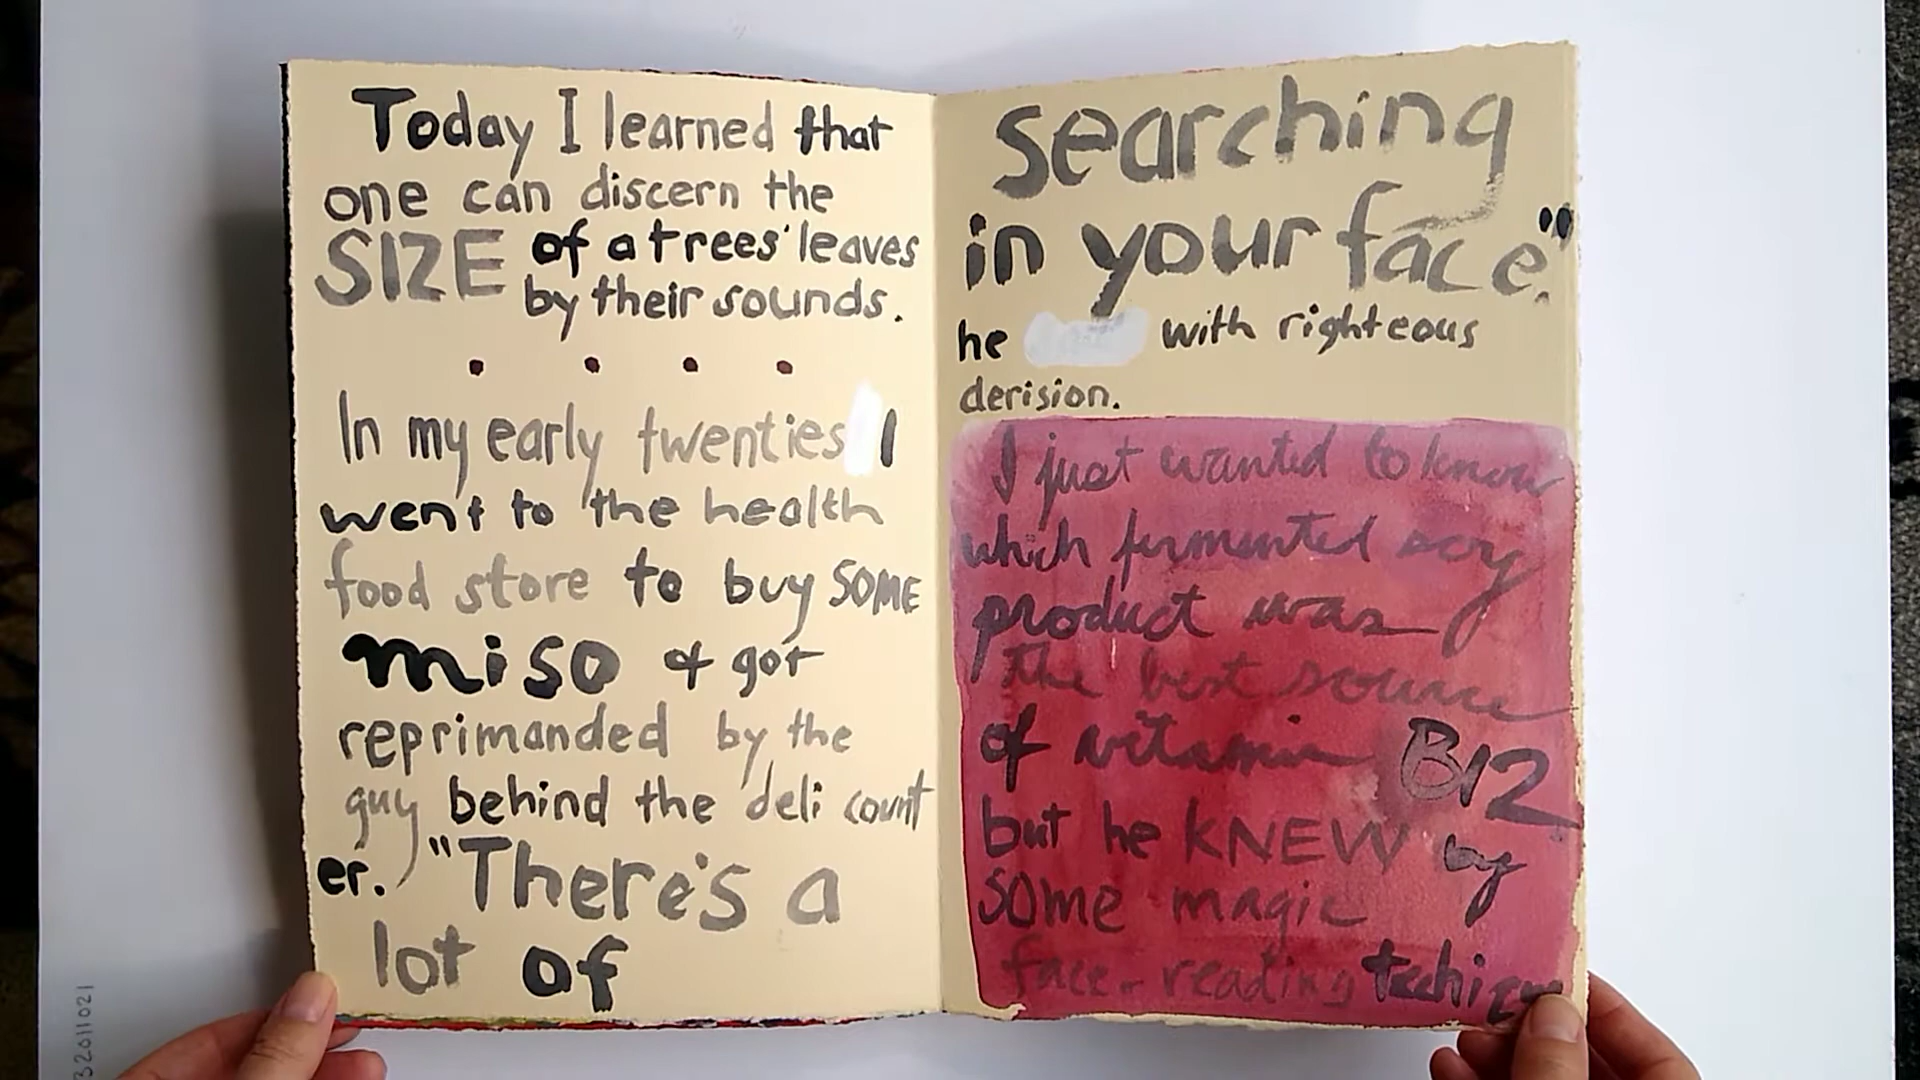 Today I learned that
one can discern the
SIZE of a trees' leaves
by their sounds.
In my early twenties I
went to the health
food store to buy SOME
miso & got
reprimanded by the
guy behind the deli count
er. "There's a
lot of
searching
in your face."
he with righteous
derision.
I just wanted to know
which fermented soy
product was
the best source
of vitamin B12
but he KNEW by
some magic
face-reading
32011021